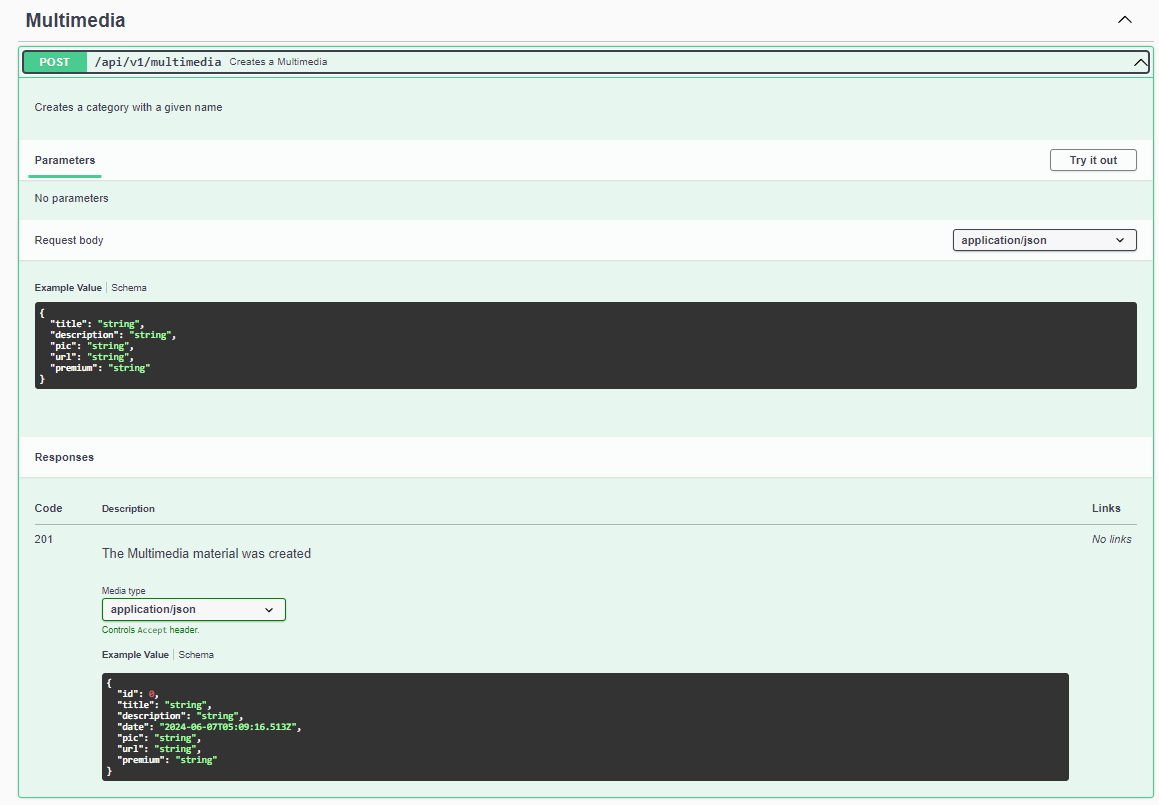 Multimedia
POST /api/v1/multimedia Creates a Multimedia
Creates a category with a given name
Parameters Try it out
No parameters
Request body application/json
Example Value Schema
{
  "title": "string",
  "description": "string",
  "pic": "string",
  "url": "string",
  "premium": "string"
}
Responses
Code Description Links
201 No links
The Multimedia material was created
Media type
application/json
Controls Accept header.
Example Value Schema
{
  "id": 0,
  "title": "string",
  "description": "string",
  "date": "2024-06-07T05:09:16.513Z",
  "pic": "string",
  "url": "string",
  "premium": "string"
}